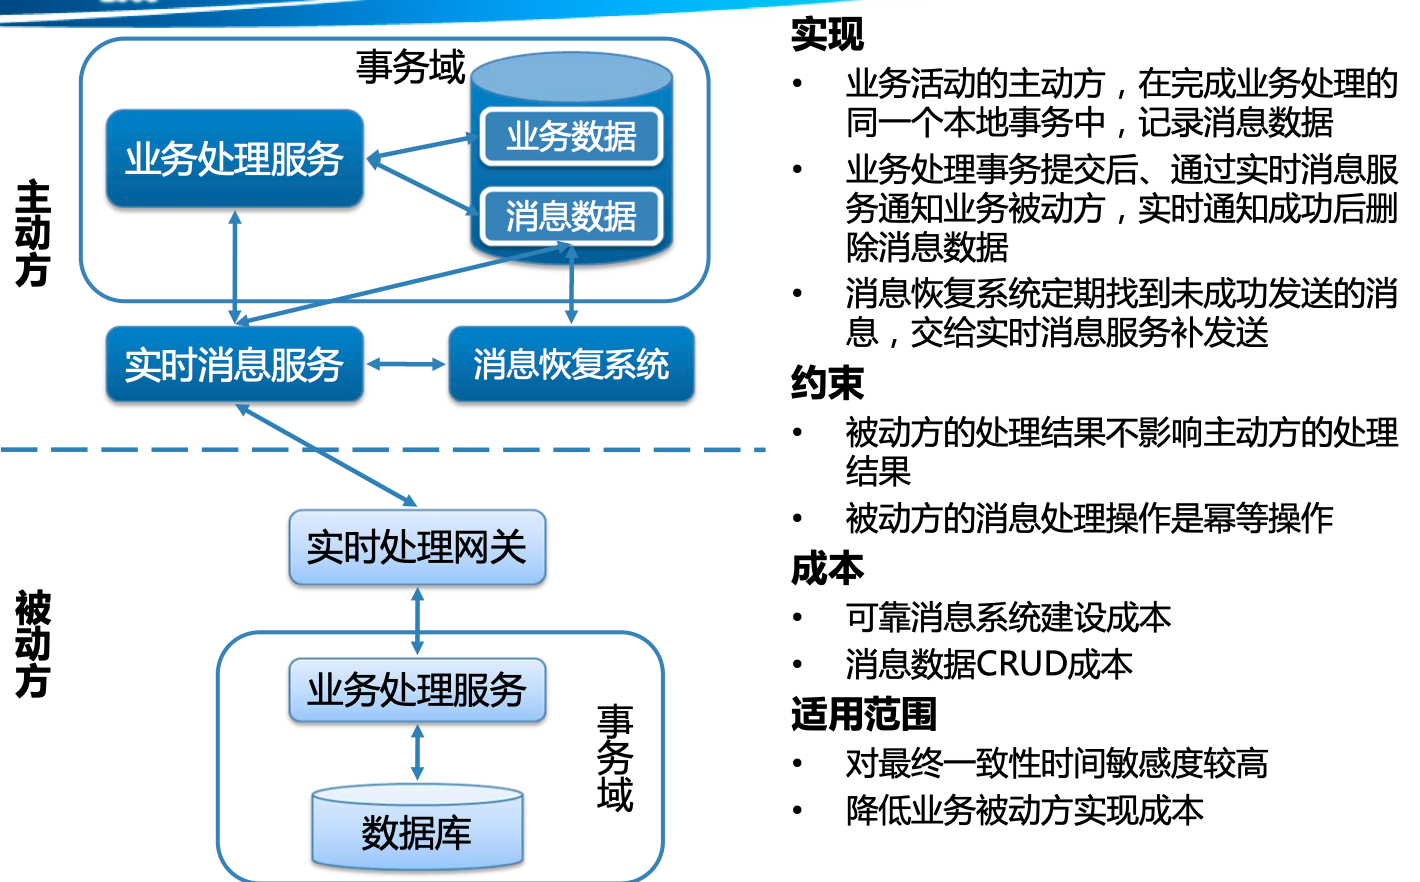 事务域
业务处理服务
业务数据
消息数据
主动方
实时消息服务
消息恢复系统
被动方
实时处理网关
业务处理服务
事务域
数据库
实现
• 业务活动的主动方，在完成业务处理的
同一个本地事务中，记录消息数据
• 业务处理事务提交后、通过实时消息服
务通知业务被动方，实时通知成功后删
除消息数据
• 消息恢复系统定期找到未成功发送的消
息，交给实时消息服务补发送
约束
• 被动方的处理结果不影响主动方的处理
结果
• 被动方的消息处理操作是幂等操作
成本
• 可靠消息系统建设成本
• 消息数据CRUD成本
适用范围
• 对最终一致性时间敏感度较高
• 降低业务被动方实现成本